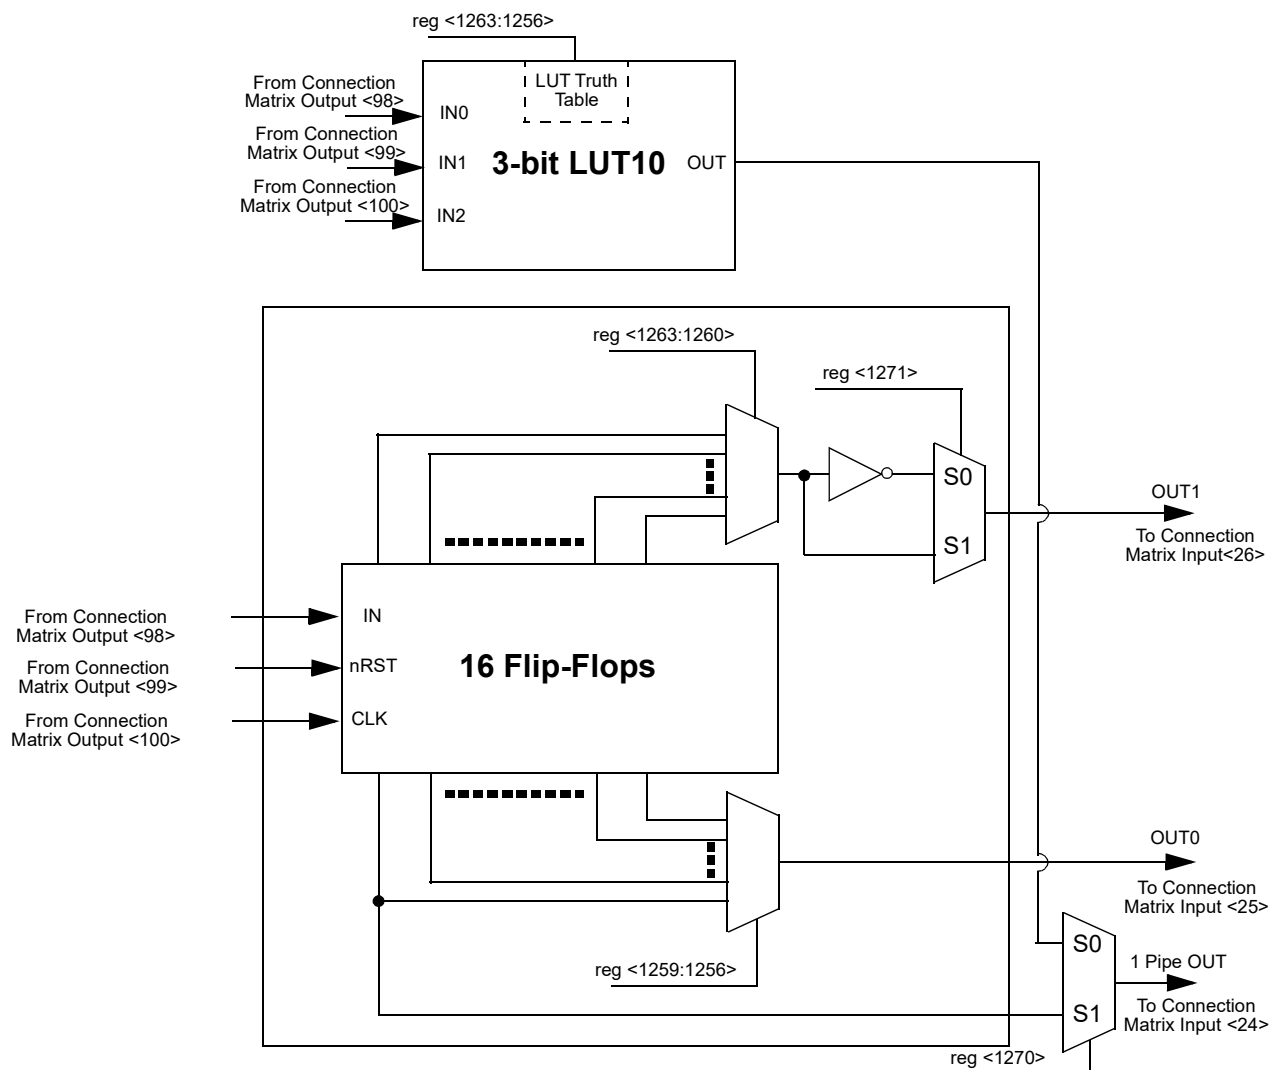 reg <1263:1256>
From Connection
Matrix Output <98>
LUT Truth
Table
IN0
From Connection
Matrix Output <99>
IN1
3-bit LUT10
OUT
From Connection
Matrix Output <100>
IN2
reg <1263:1260>
reg <1271>
S0
OUT1
S1
To Connection
Matrix Input<26>
From Connection
Matrix Output <98>
IN
From Connection
Matrix Output <99>
nRST
16 Flip-Flops
From Connection
Matrix Output <100>
CLK
OUT0
To Connection
Matrix Input <25>
reg <1259:1256>
S0
1 Pipe OUT
S1
To Connection
Matrix Input <24>
reg <1270>